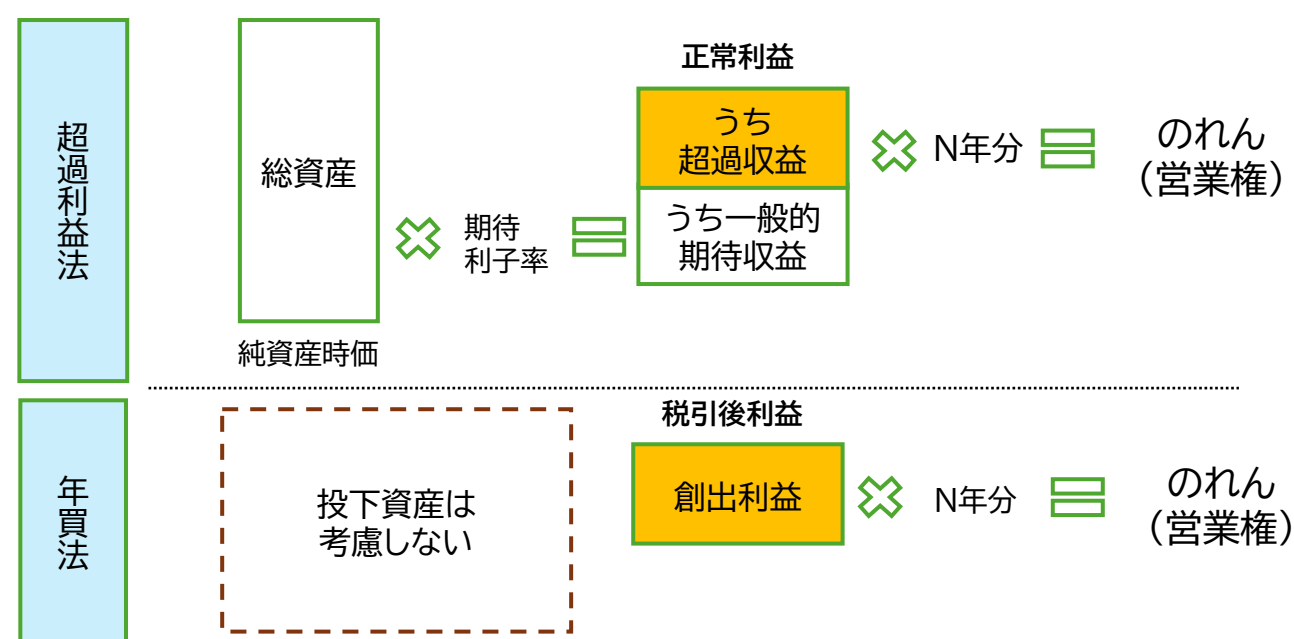 超過利益法
総資産
純資産時価
期待
利子率
正常利益
うち
超過収益
うち一般的
期待収益
N年分
のれん
（営業権）
年買法
投下資産は
考慮しない
税引後利益
創出利益
N年分
のれん
（営業権）